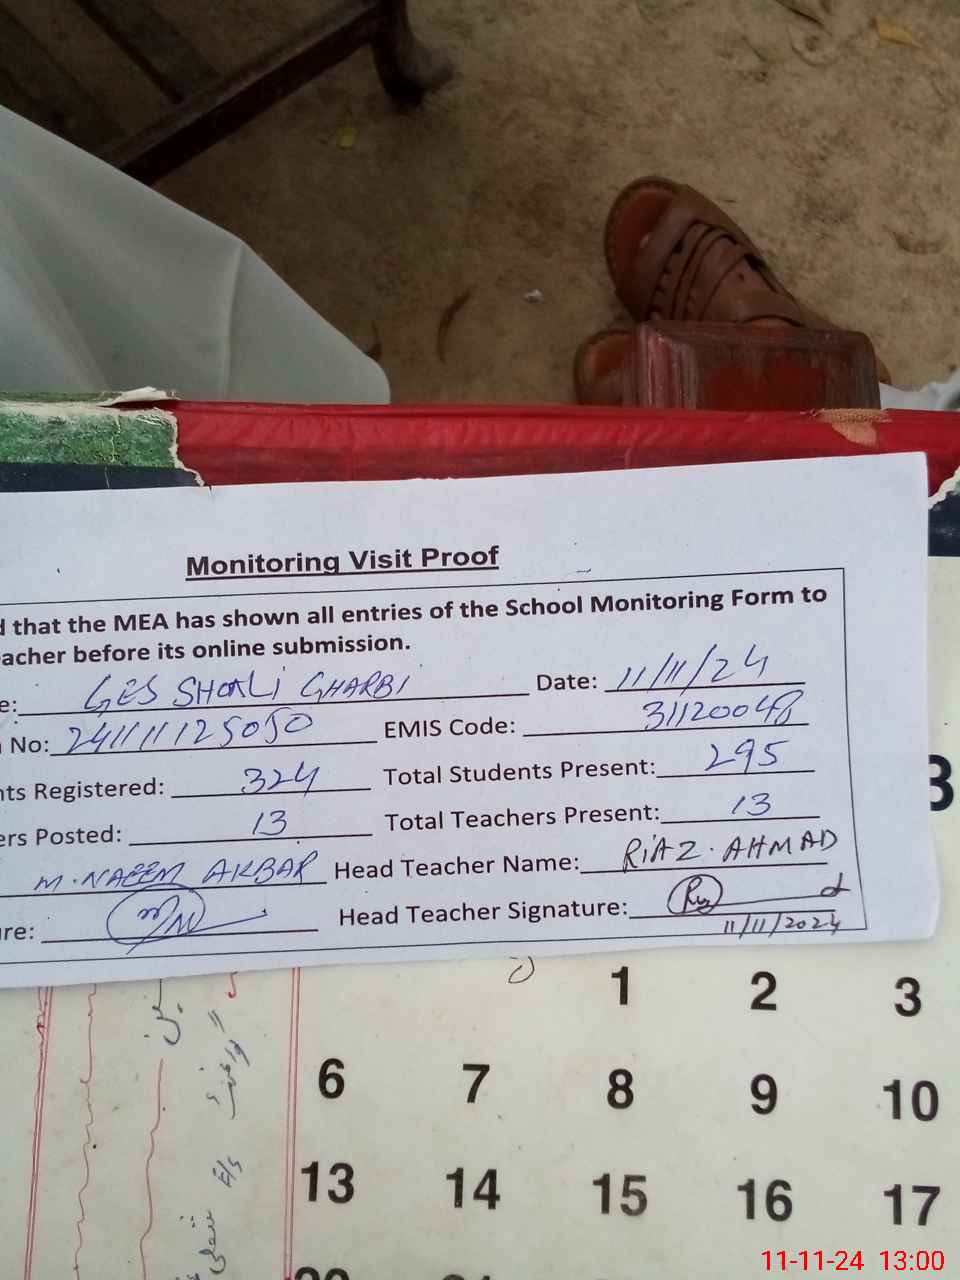 Monitoring Visit Proof
d that the MEA has shown all entries of the School Monitoring Form to
acher before its online submission.
e: GES SHOALI GHARBI Date: 11/11/24
No: 241111125050 EMIS Code: 31120048
nts Registered: 324 Total Students Present: 295
ers Posted: 13 Total Teachers Present: 13
M. NAEEM AKBAR Head Teacher Name: RIAZ. AHMAD
ure: Head Teacher Signature:
11/11/2024
3
1 2 3
6 7 8 9 10
13 14 15 16 17
11-11-24 13:00